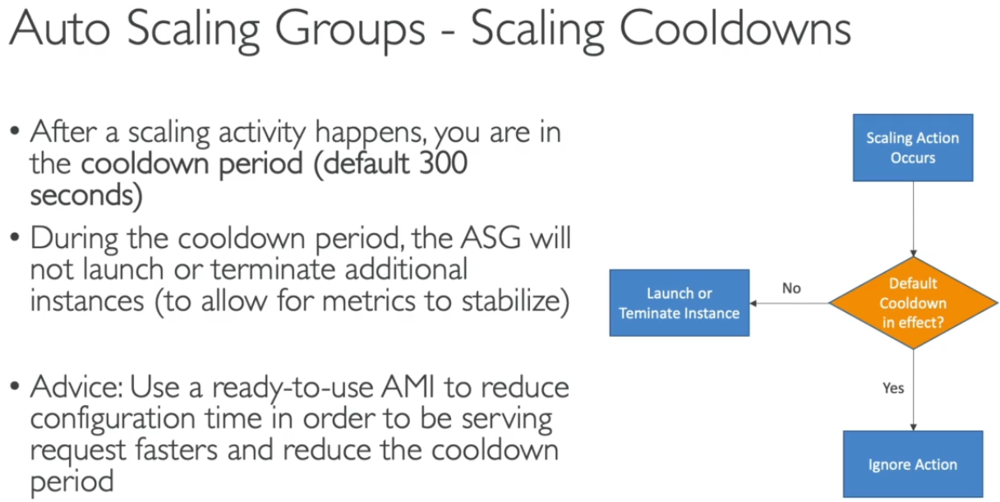 Auto Scaling Groups - Scaling Cooldowns
• After a scaling activity happens, you are in
the cooldown period (default 300
seconds)
• During the cooldown period, the ASG will
not launch or terminate additional
instances (to allow for metrics to stabilize)
• Advice: Use a ready-to-use AMI to reduce
configuration time in order to be serving
request fasters and reduce the cooldown
period
Scaling Action
Occurs
Default
Cooldown
in effect?
No
Launch or
Teminate Instance
Yes
Ignore Action